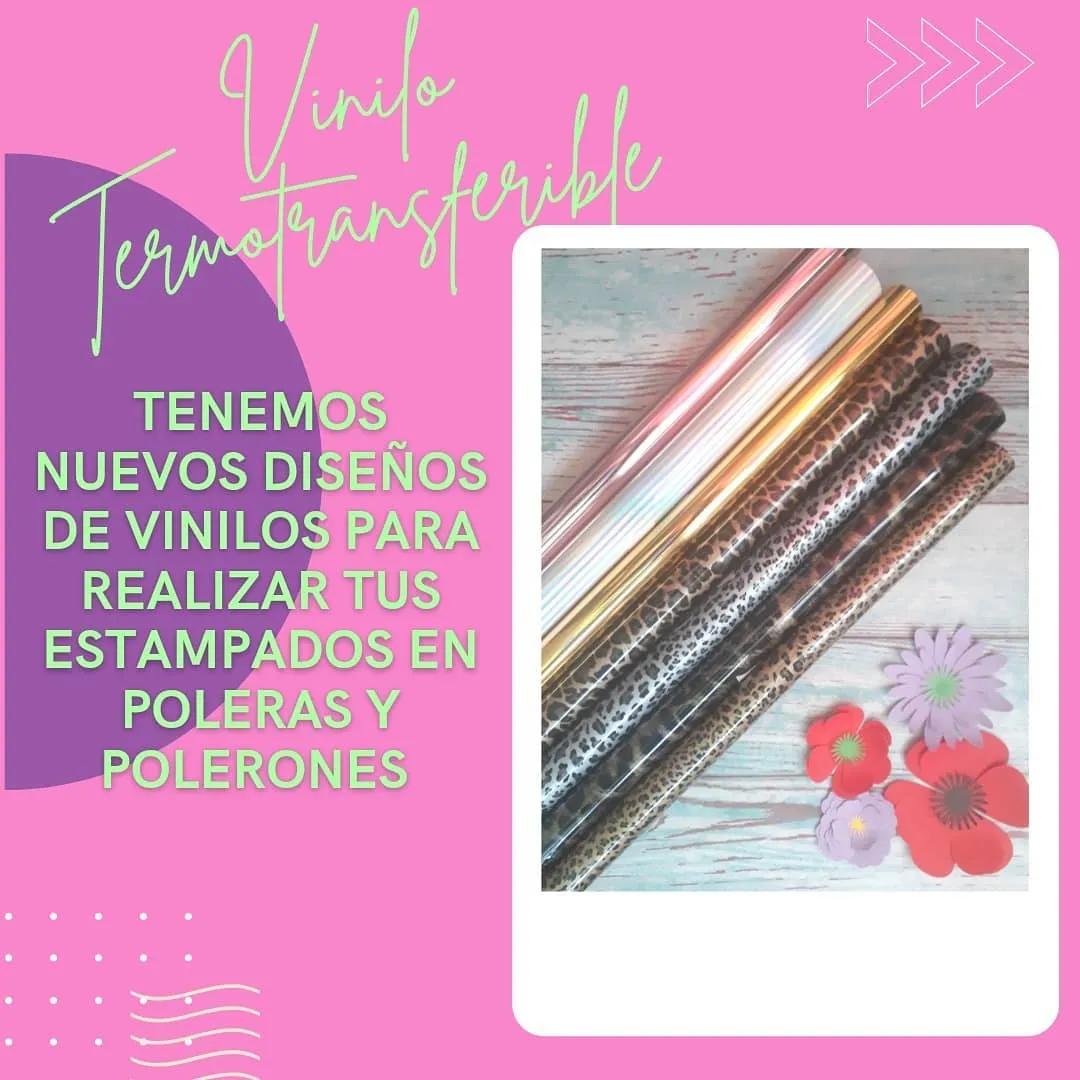 Vinilo
Termotransferible
TENEMOS
NUEVOS DISEÑOS
DE VINILOS PARA
REALIZAR TUS
ESTAMPADOS EN
POLERAS Y
POLERONES